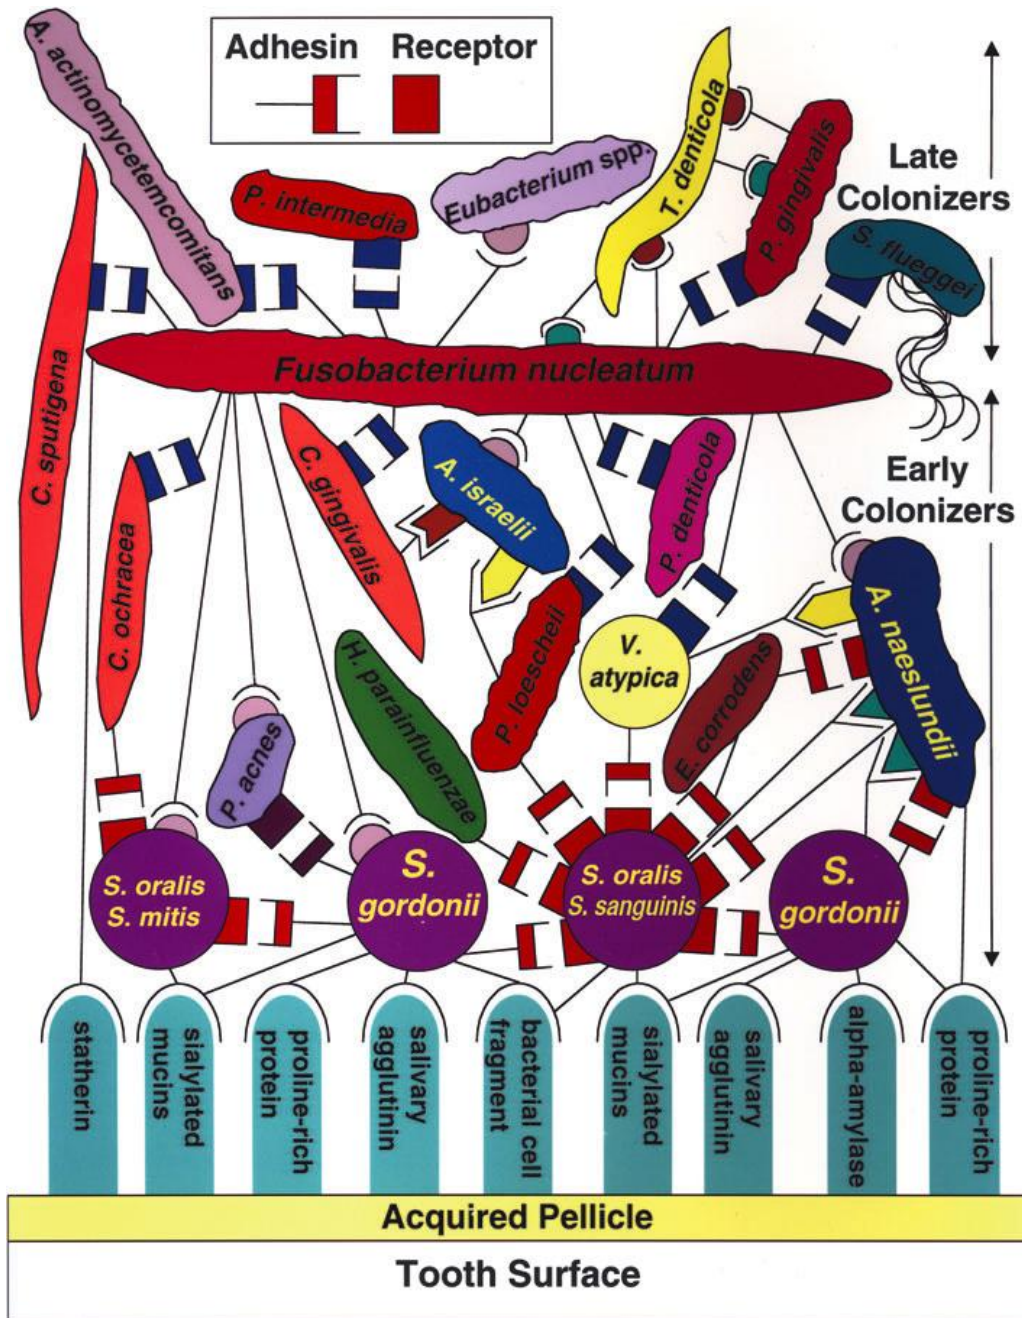 Adhesin Receptor
A. actinomycetemcomitans
P. intermedia
Eubacterium spp.
T. denticola
P. gingivalis
Late
Colonizers
S. flueggei
C. sputigena
Fusobacterium nucleatum
Early
Colonizers
C. ochracea
C. gingivalis
A. israelii
P. denticola
A. naeslundii
P. acnes
H. parainfluenzae
P. loescheii
V.
atypica
E. corrodens
S. oralis
S. mitis
S.
gordonii
S. oralis
S. sanguinis
S.
gordonii
statherin
sialylated
mucins
proline-rich
protein
salivary
agglutinin
bacterial cell
fragment
sialylated
mucins
salivary
agglutinin
alpha-amylase
proline-rich
protein
Acquired Pellicle
Tooth Surface